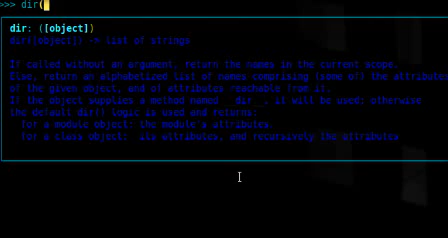 >>> dir(
dir: ([object])
dir([object]) -> list of strings
If called without an argument, return the names in the current scope.
Else, return an alphabetized list of names comprising (some of) the attributes
of the given object, and of attributes reachable from it.
If the object supplies a method named __dir__, it will be used; otherwise
the default dir() logic is used and returns:
for a module object: the module's attributes.
for a class object: its attributes, and recursively the attributes